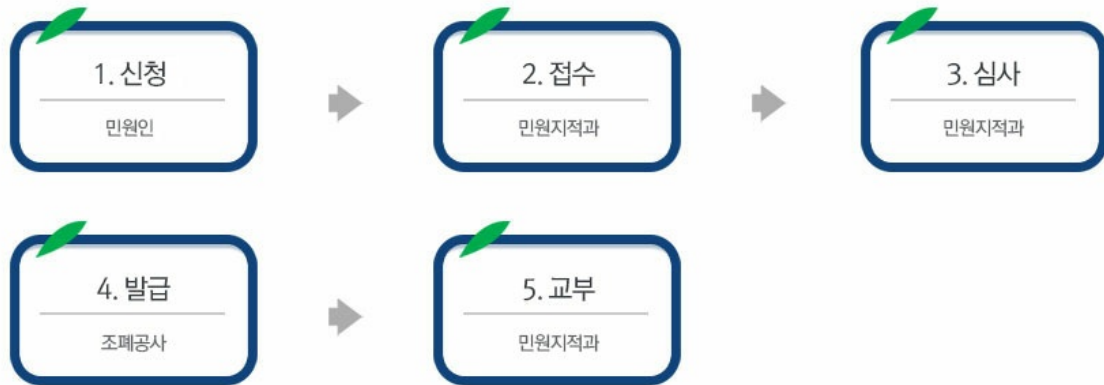 1. 신청
민원인
2. 접수
민원지적과
3. 심사
민원지적과
4. 발급
조폐공사
5. 교부
민원지적과